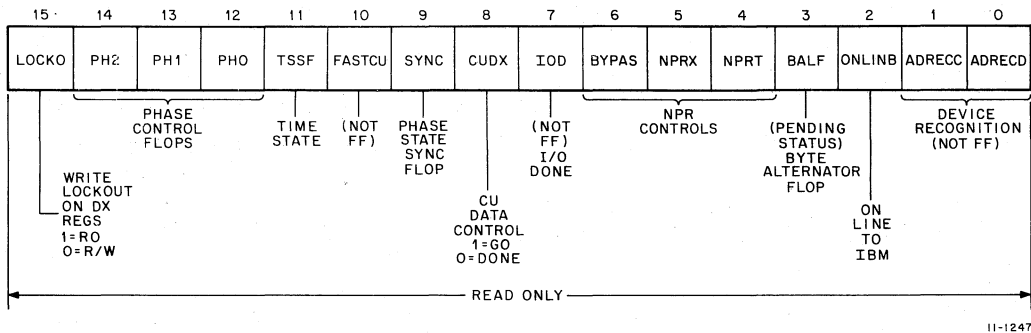 15 14 13 12 11 10 9 8 7 6 5 4 3 2 1 0
LOCKO PH2 PH1 PHO TSSF FASTCU SYNC CUDX IOD BYPAS NPRX NPRT BALF ONLINB ADRECC ADRECD
PHASE
CONTROL
FLOPS
TIME
STATE
(NOT
FF)
PHASE
STATE
SYNC
FLOP
(NOT
FF)
I/O
DONE
NPR
CONTROLS
(PENDING
STATUS)
BYTE
ALTERNATOR
FLOP
DEVICE
RECOGNITION
(NOT FF)
WRITE
LOCKOUT
ON DX
REGS
1=RO
0=R/W
CU
DATA
CONTROL
1=GO
0=DONE
ON
LINE
TO
IBM
READ ONLY
11-1247